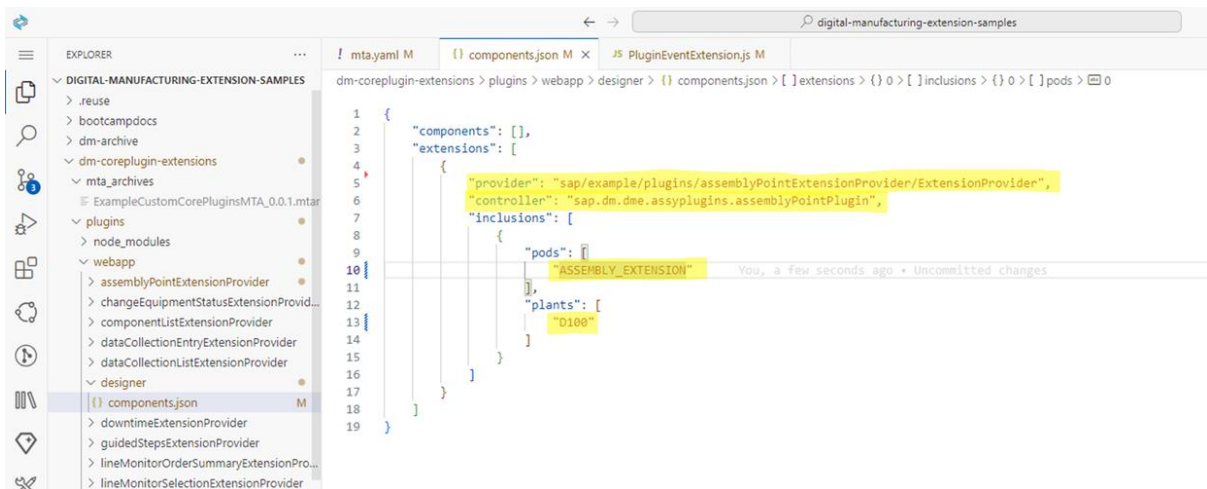 digital-manufacturing-extension-samples
EXPLORER
mta.yaml M
{} components.json M ×
JS PluginEventExtension.js M
DIGITAL-MANUFACTURING-EXTENSION-SAMPLES
dm-coreplugin-extensions > plugins > webapp > designer > {} components.json > [ ] extensions > {} 0 > [ ] inclusions > {} 0 > [ ] pods > 0
> .reuse
> bootcampdocs
> dm-archive
dm-coreplugin-extensions
mta_archives
ExampleCustomCorePluginsMTA_0.0.1.mtar
plugins
> node_modules
webapp
> assemblyPointExtensionProvider
> changeEquipmentStatusExtensionProvid...
> componentListExtensionProvider
> dataCollectionEntryExtensionProvider
> dataCollectionListExtensionProvider
designer
{} components.json M
> downtimeExtensionProvider
> guidedStepsExtensionProvider
> lineMonitorOrderSummaryExtensionPro...
> lineMonitorSelectionExtensionProvider
3
1 {
2 "components": [],
3 "extensions": [
4 {
5 "provider": "sap/example/plugins/assemblyPointExtensionProvider/ExtensionProvider",
6 "controller": "sap.dm.dme.assyplugins.assemblyPointPlugin",
7 "inclusions": [
8 {
9 "pods": [
10 "ASSEMBLY_EXTENSION" You, a few seconds ago • Uncommitted changes
11 ],
12 "plants": [
13 "D100"
14 ]
15 }
16 ]
17 }
18 ]
19 }